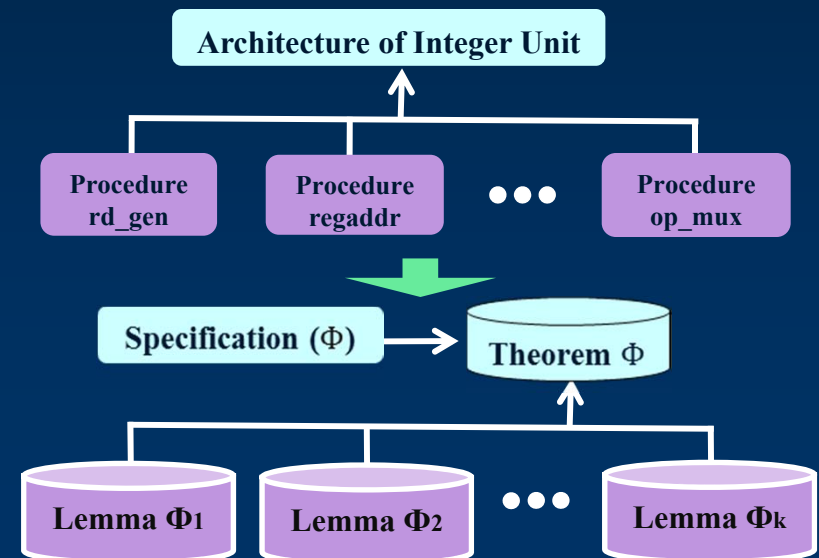 Architecture of Integer Unit
Procedure
rd_gen
Procedure
regaddr
Procedure
op_mux
Specification (Φ)
Theorem Φ
Lemma Φ1
Lemma Φ2
Lemma Φk